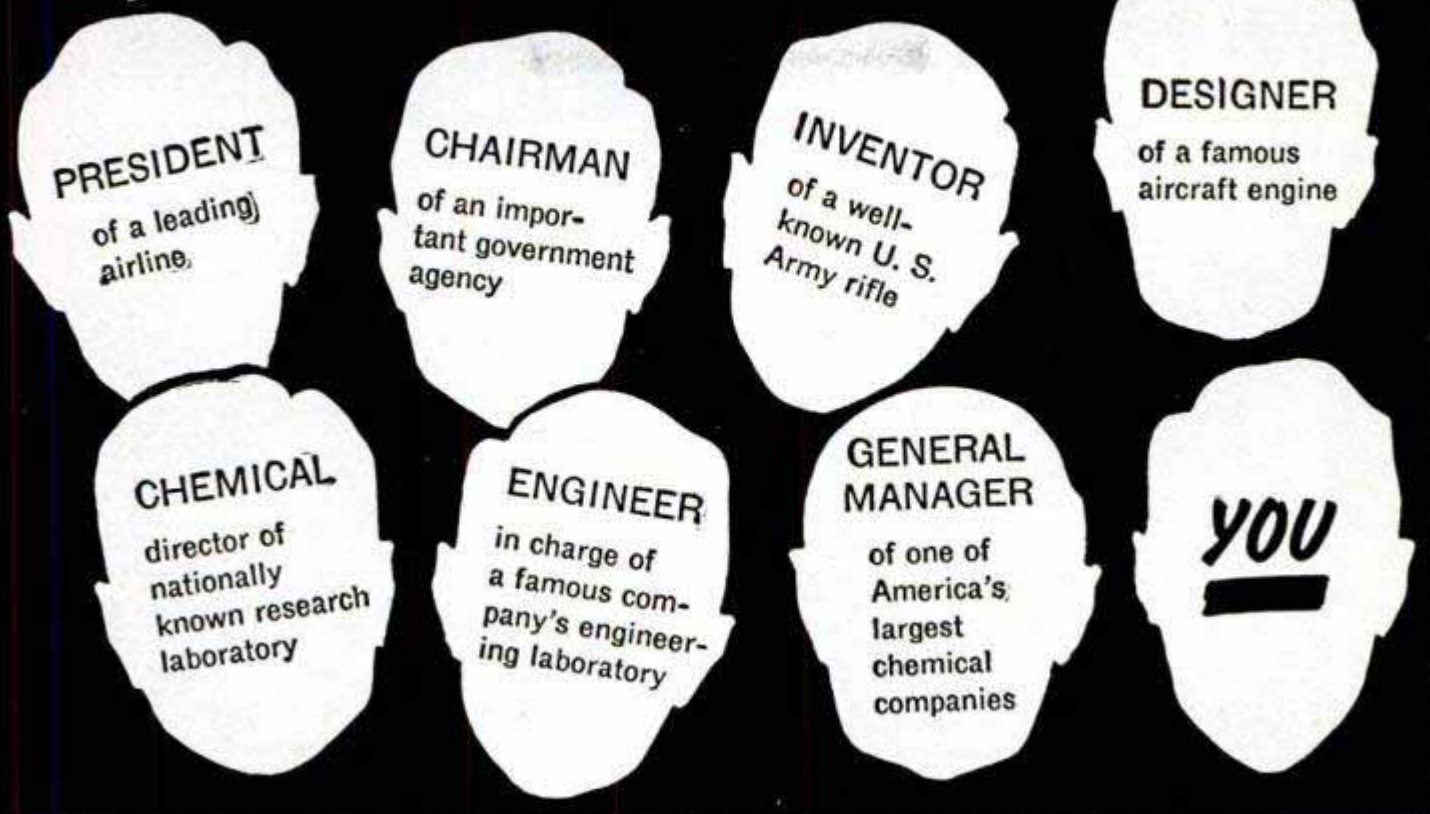 PRESIDENT
of a leading
airline
CHAIRMAN
of an impor-
tant government
agency
INVENTOR
of a well-
known U. S.
Army rifle
DESIGNER
of a famous
aircraft engine
CHEMICAL
director of
nationally
known research
laboratory
ENGINEER
in charge of
a famous com-
pany's engineer-
ing laboratory
GENERAL
MANAGER
of one of
America's
largest
chemical
companies
YOU